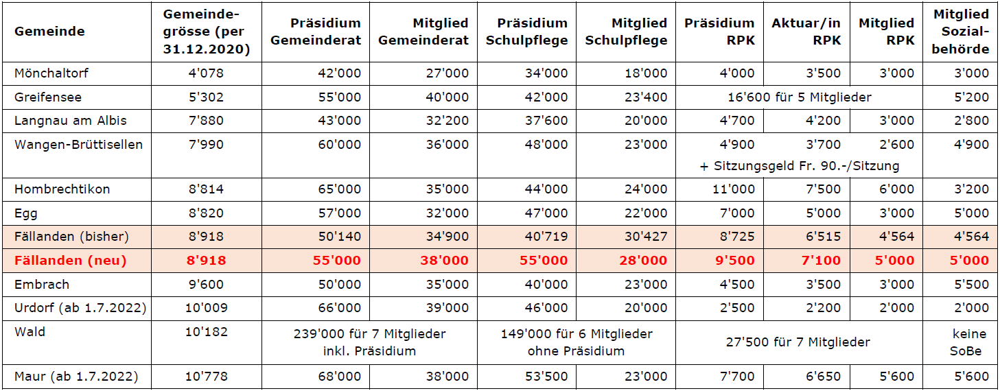 Gemeinde Gemeinde-grösse (per 31.12.2020) Präsidium Gemeinderat Mitglied Gemeinderat Präsidium Schulpflege Mitglied Schulpflege Präsidium RPK Aktuar/in RPK Mitglied RPK Mitglied Sozial-behörde
Mönchaltorf 4'078 42'000 27'000 34'000 18'000 4'000 3'500 3'000 3'000
Greifensee 5'302 55'000 40'000 42'000 23'400 16'600 für 5 Mitglieder 5'200
Langnau am Albis 7'880 43'000 32'200 37'600 20'000 4'700 4'200 3'000 2'800
Wangen-Brüttisellen 7'990 60'000 36'000 48'000 23'000 4'900 3'700 2'600 4'900
+ Sitzungsgeld Fr. 90.-/Sitzung
Hombrechtikon 8'814 65'000 35'000 44'000 24'000 11'000 7'500 6'000 3'200
Egg 8'820 57'000 32'000 47'000 22'000 7'000 5'000 3'000 5'000
Fällanden (bisher) 8'918 50'140 34'900 40'719 30'427 8'725 6'515 4'564 4'564
Fällanden (neu) 8'918 55'000 38'000 55'000 28'000 9'500 7'100 5'000 5'000
Embrach 9'600 50'000 35'000 40'000 23'000 4'500 3'500 3'000 5'500
Urdorf (ab 1.7.2022) 10'009 66'000 39'000 46'000 20'000 2'500 2'200 2'000 2'000
Wald 10'182 239'000 für 7 Mitglieder inkl. Präsidium 149'000 für 6 Mitglieder ohne Präsidium 27'500 für 7 Mitglieder keine SoBe
Maur (ab 1.7.2022) 10'778 68'000 38'000 53'500 23'000 7'700 6'650 5'600 5'600